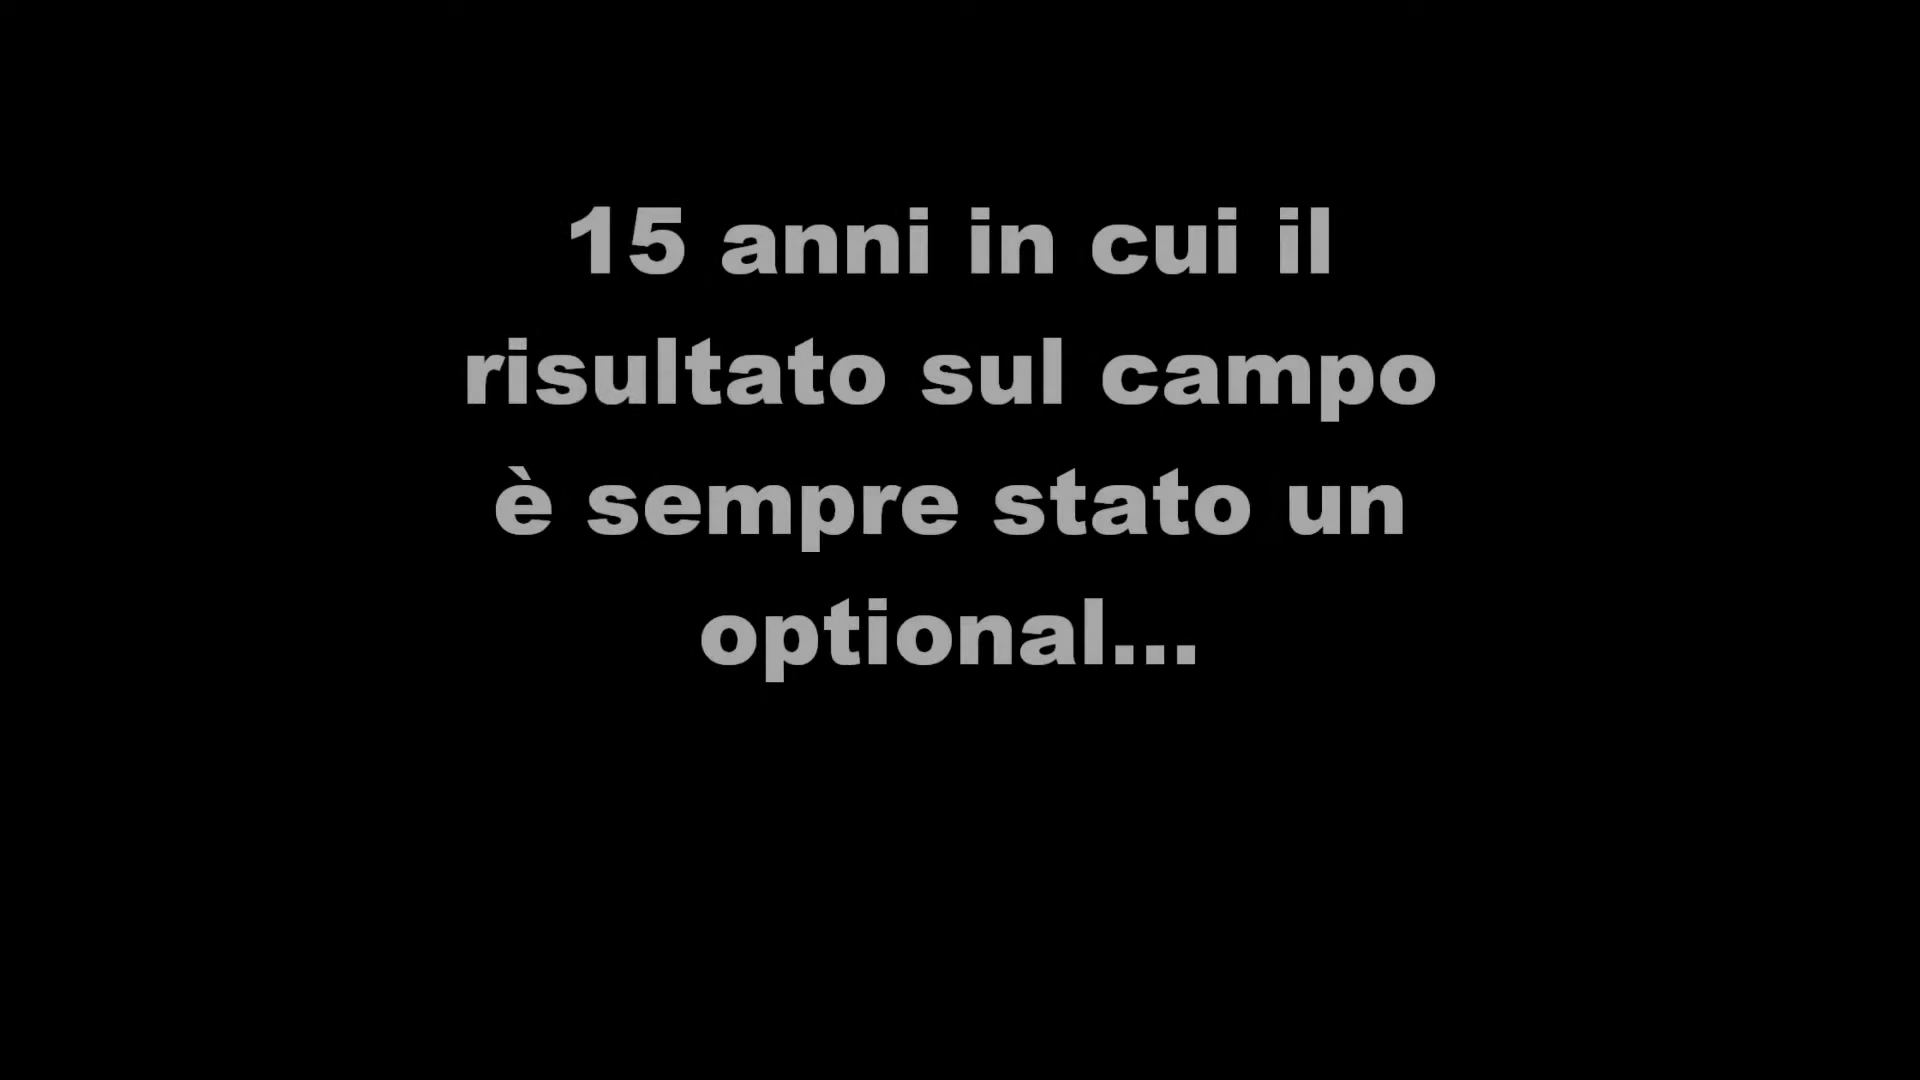 15 anni in cui il
risultato sul campo
è sempre stato un
optional...